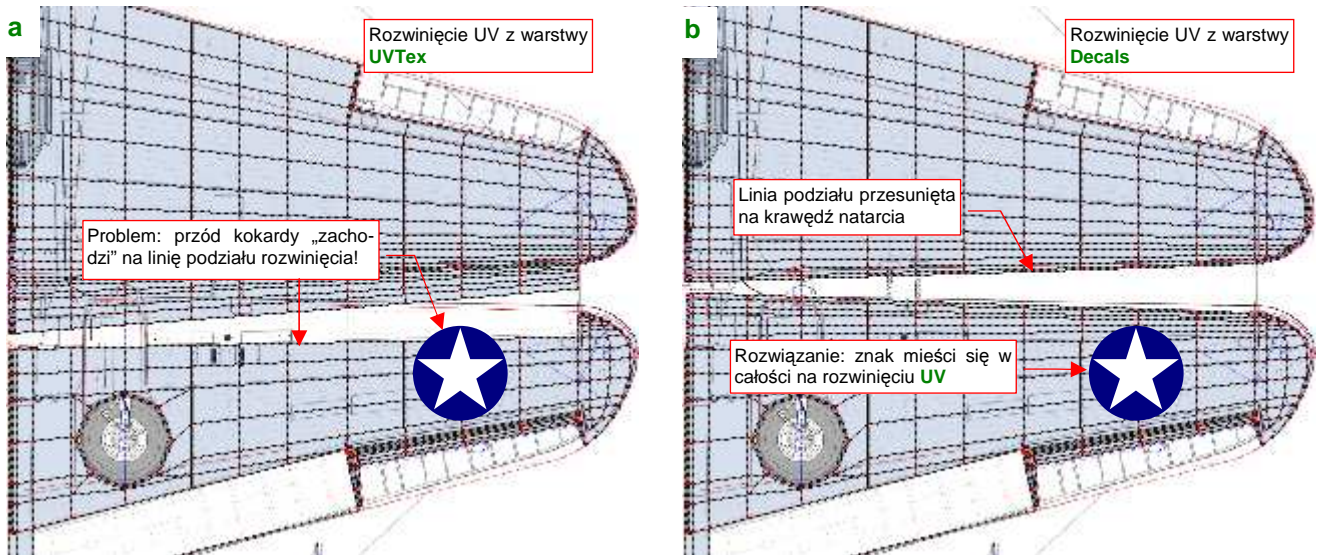 a
Rozwinięcie UV z warstwy
UVTex
Problem: przód kokardy „zacho-
dzi” na linię podziału rozwinięcia!
b
Rozwinięcie UV z warstwy
Decals
Linia podziału przesunięta
na krawędź natarcia
Rozwiązanie: znak mieści się w
całości na rozwinięciu UV